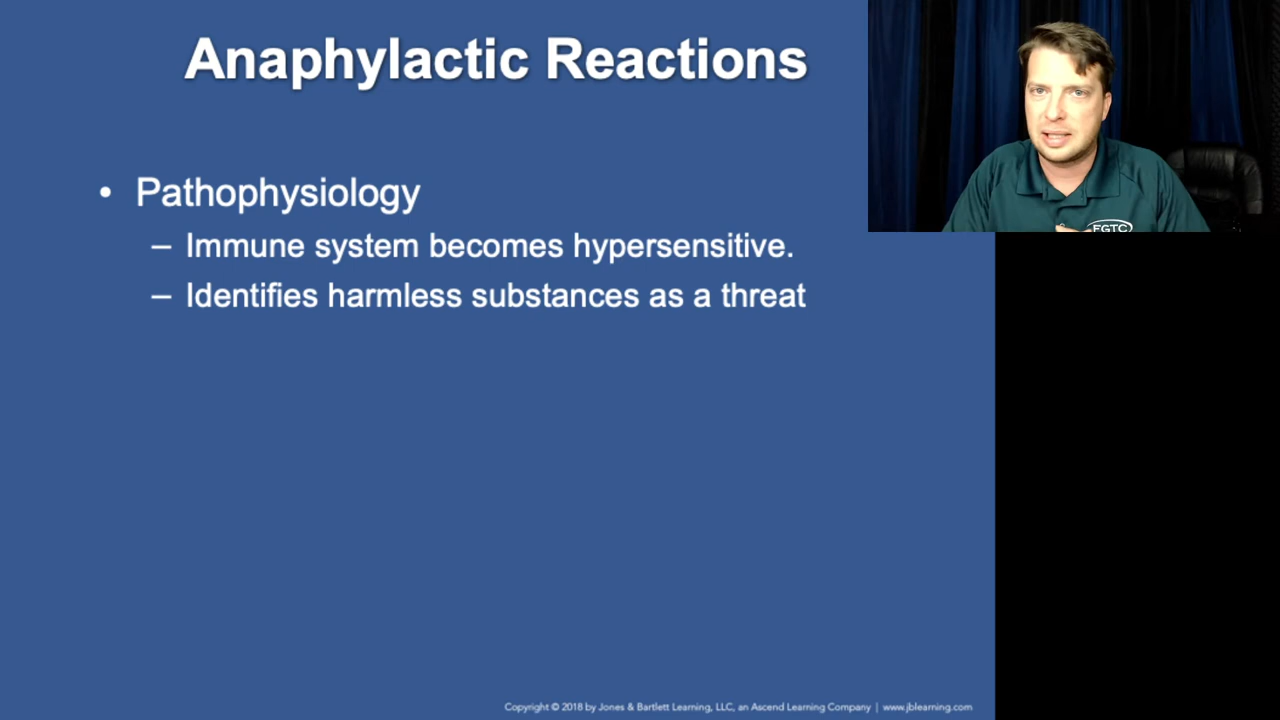 Anaphylactic Reactions
• Pathophysiology
– Immune system becomes hypersensitive.
– Identifies harmless substances as a threat
FGTC
Copyright © 2018 by Jones & Bartlett Learning, LLC, an Ascend Learning Company | www.jblearning.com